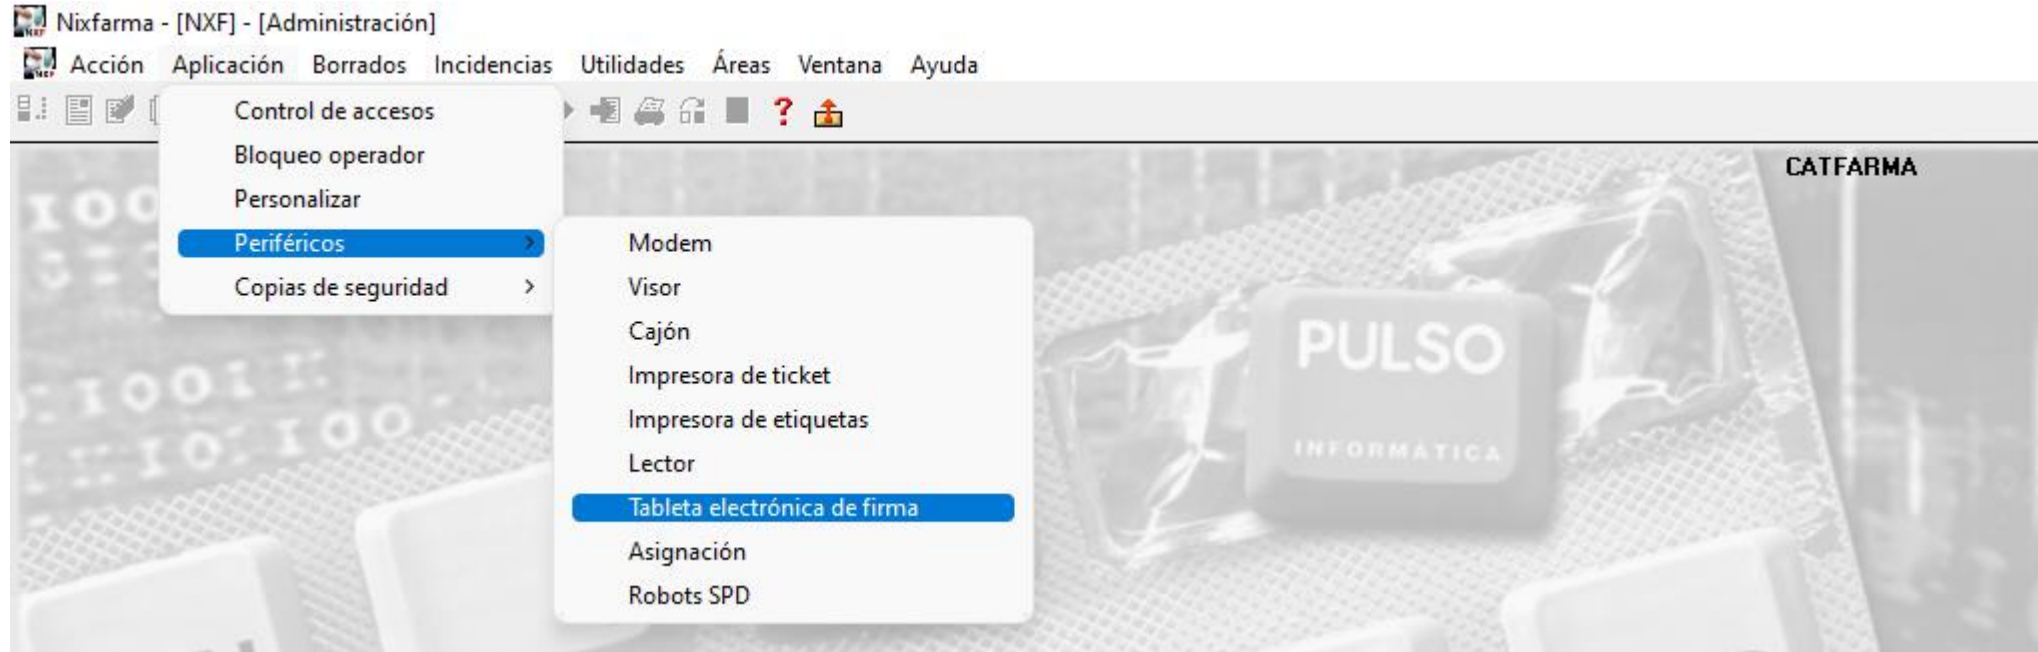 Nixfarma - [NXF] - [Administración]
Acción Aplicación Borrados Incidencias Utilidades Áreas Ventana Ayuda
Control de accesos
Bloqueo operador
Personalizar
Periféricos
Copias de seguridad
Modem
Visor
Cajón
Impresora de ticket
Impresora de etiquetas
Lector
Tableta electrónica de firma
Asignación
Robots SPD
CATFARMA
PULSO
INFORMATICA